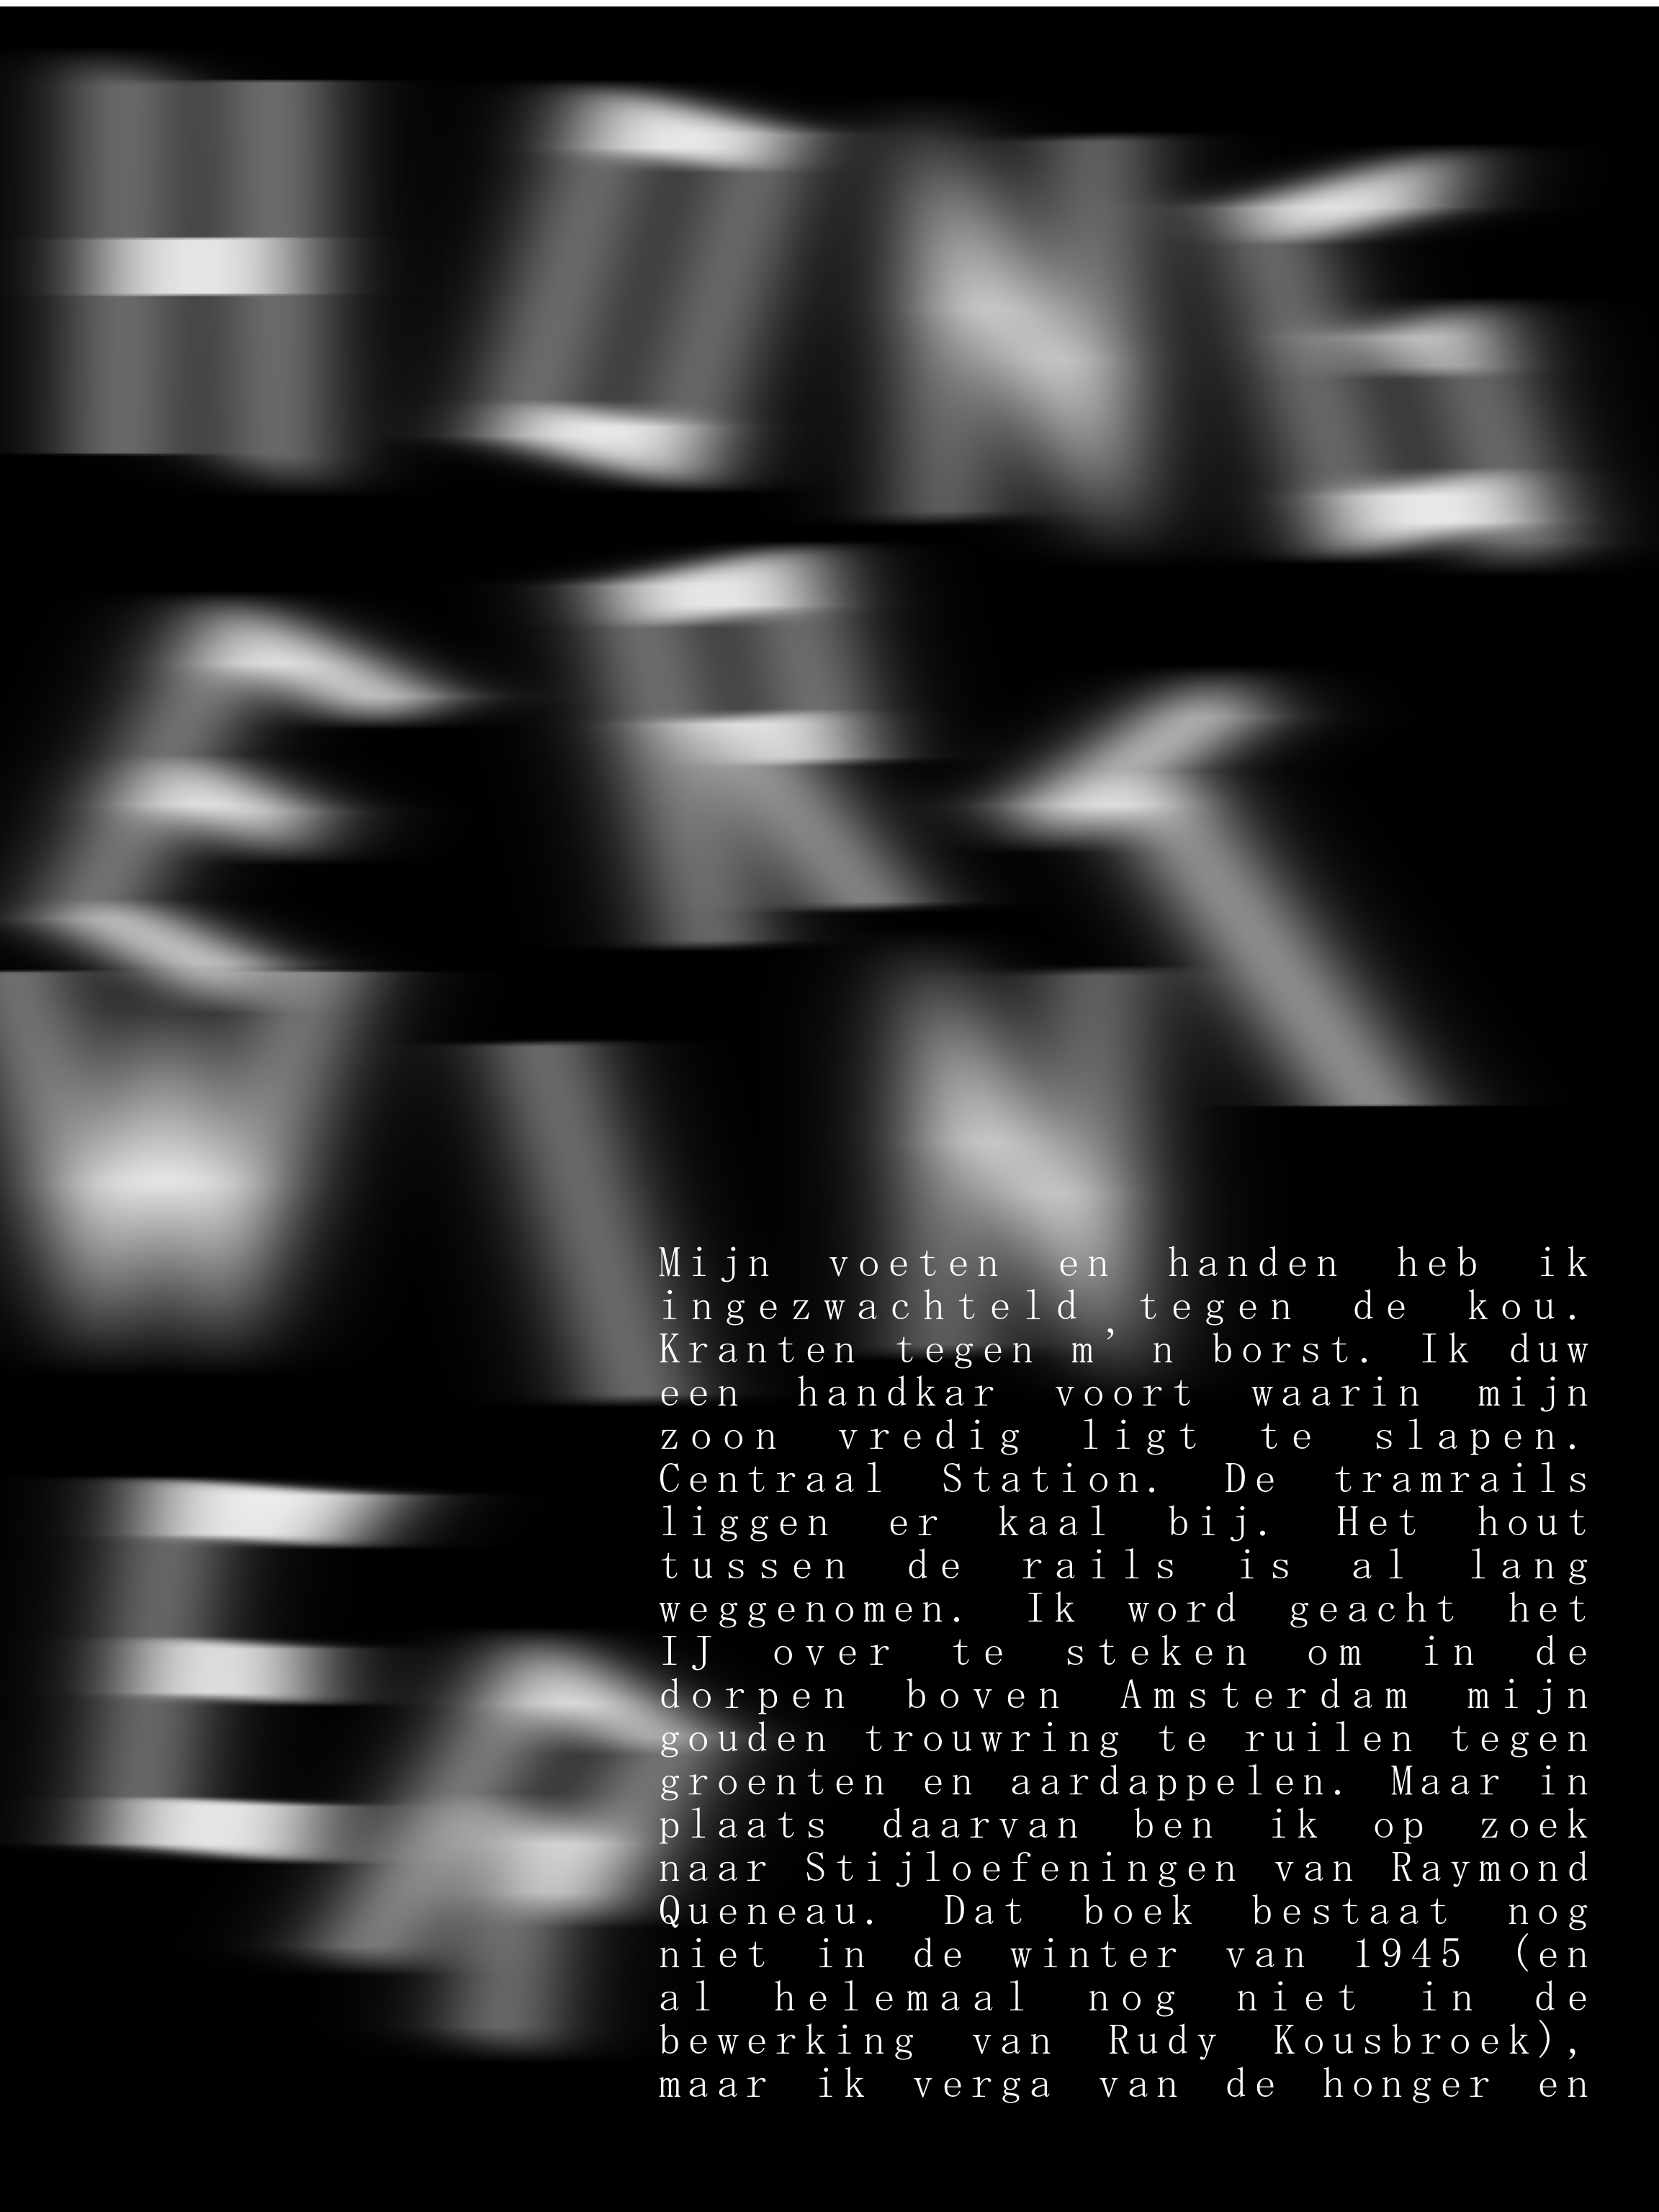 HONG
ER
WINT
ER
Mijn voeten en handen heb ik
ingezwachteld tegen de kou.
Kranten tegen m’n borst. Ik duw
een handkar voort waarin mijn
zoon vredig ligt te slapen.
Centraal Station. De tramrails
liggen er kaal bij. Het hout
tussen de rails is al lang
weggenomen. Ik word geacht het
IJ over te steken om in de
dorpen boven Amsterdam mijn
gouden trouwring te ruilen tegen
groenten en aardappelen. Maar in
plaats daarvan ben ik op zoek
naar Stijloefeningen van Raymond
Queneau. Dat boek bestaat nog
niet in de winter van 1945 (en
al helemaal nog niet in de
bewerking van Rudy Kousbroek),
maar ik verga van de honger en